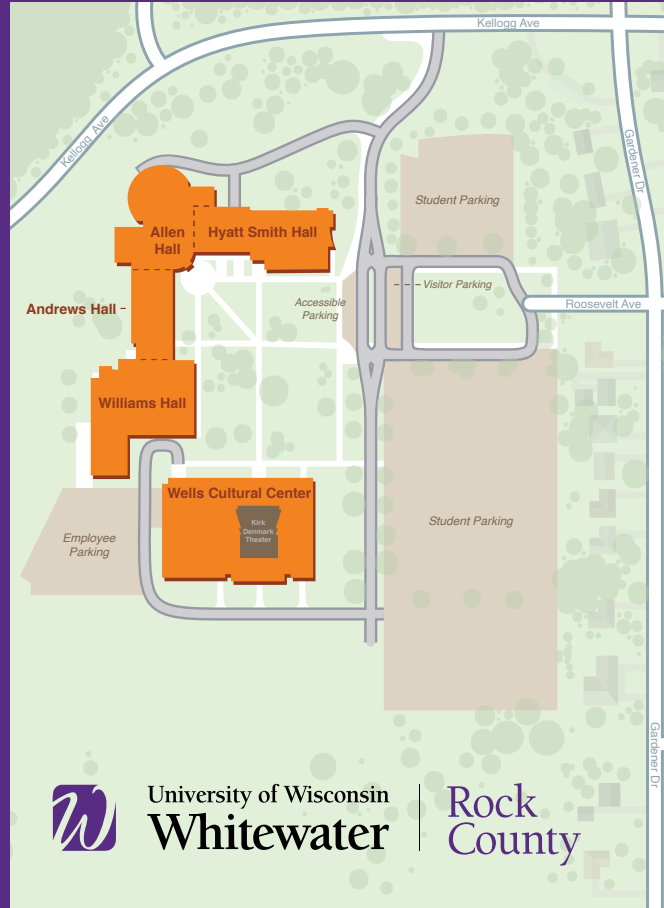 Kellogg Ave
Kellogg Ave
Gardener Dr
Student Parking
Allen
Hall
Hyatt Smith Hall
Visitor Parking
Accessible
Parking
Roosevelt Ave
Andrews Hall
Williams Hall
Wells Cultural Center
Kirk
Denmark
Theater
Student Parking
Employee
Parking
Gardener Dr
W
University of Wisconsin
Whitewater
Rock
County